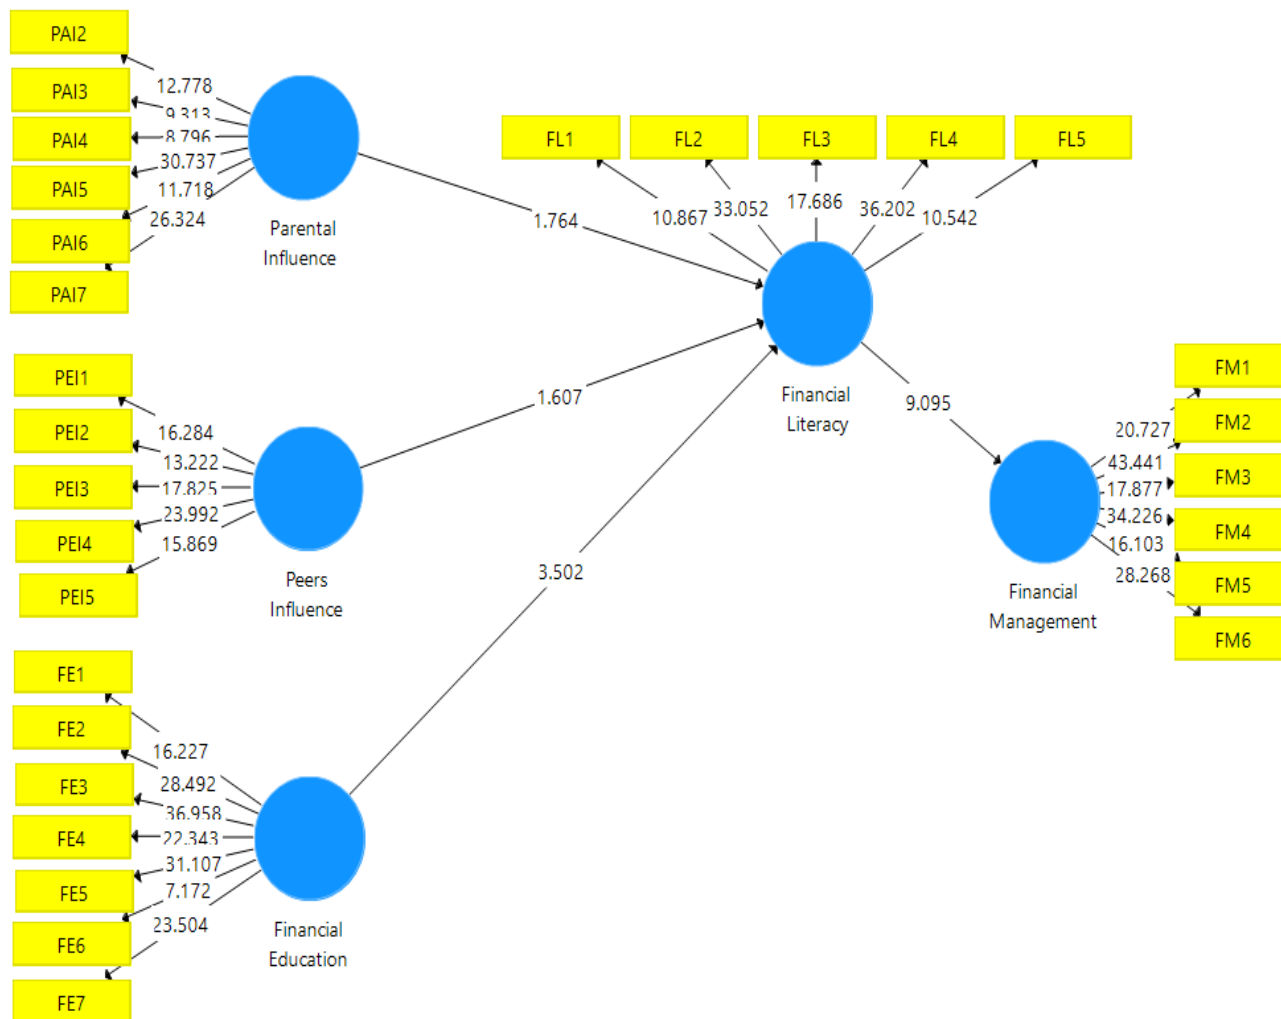 PAI2
PAI3
PAI4
PAI5
PAI6
PAI7
12.778
9.313
8.796
30.737
11.718
26.324
Parental
Influence
1.764
FL1
FL2
FL3
FL4
FL5
10.867
33.052
17.686
36.202
10.542
Financial
Literacy
PEI1
PEI2
PEI3
PEI4
PEI5
16.284
13.222
17.825
23.992
15.869
Peers
Influence
1.607
9.095
FM1
FM2
FM3
FM4
FM5
FM6
20.727
43.441
17.877
34.226
16.103
28.268
Financial
Management
3.502
FE1
FE2
FE3
FE4
FE5
FE6
FE7
16.227
28.492
36.958
22.343
31.107
7.172
23.504
Financial
Education